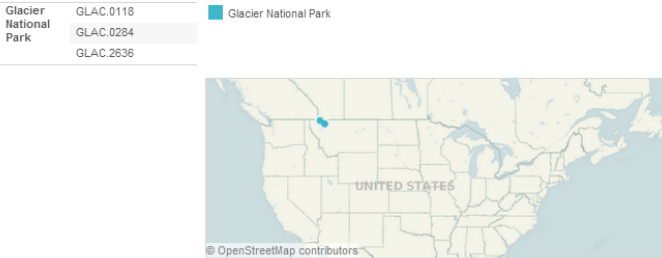 Glacier
National
Park
GLAC.0118
GLAC.0284
GLAC.2636
Glacier National Park
UNITED STATES
© OpenStreetMap contributors